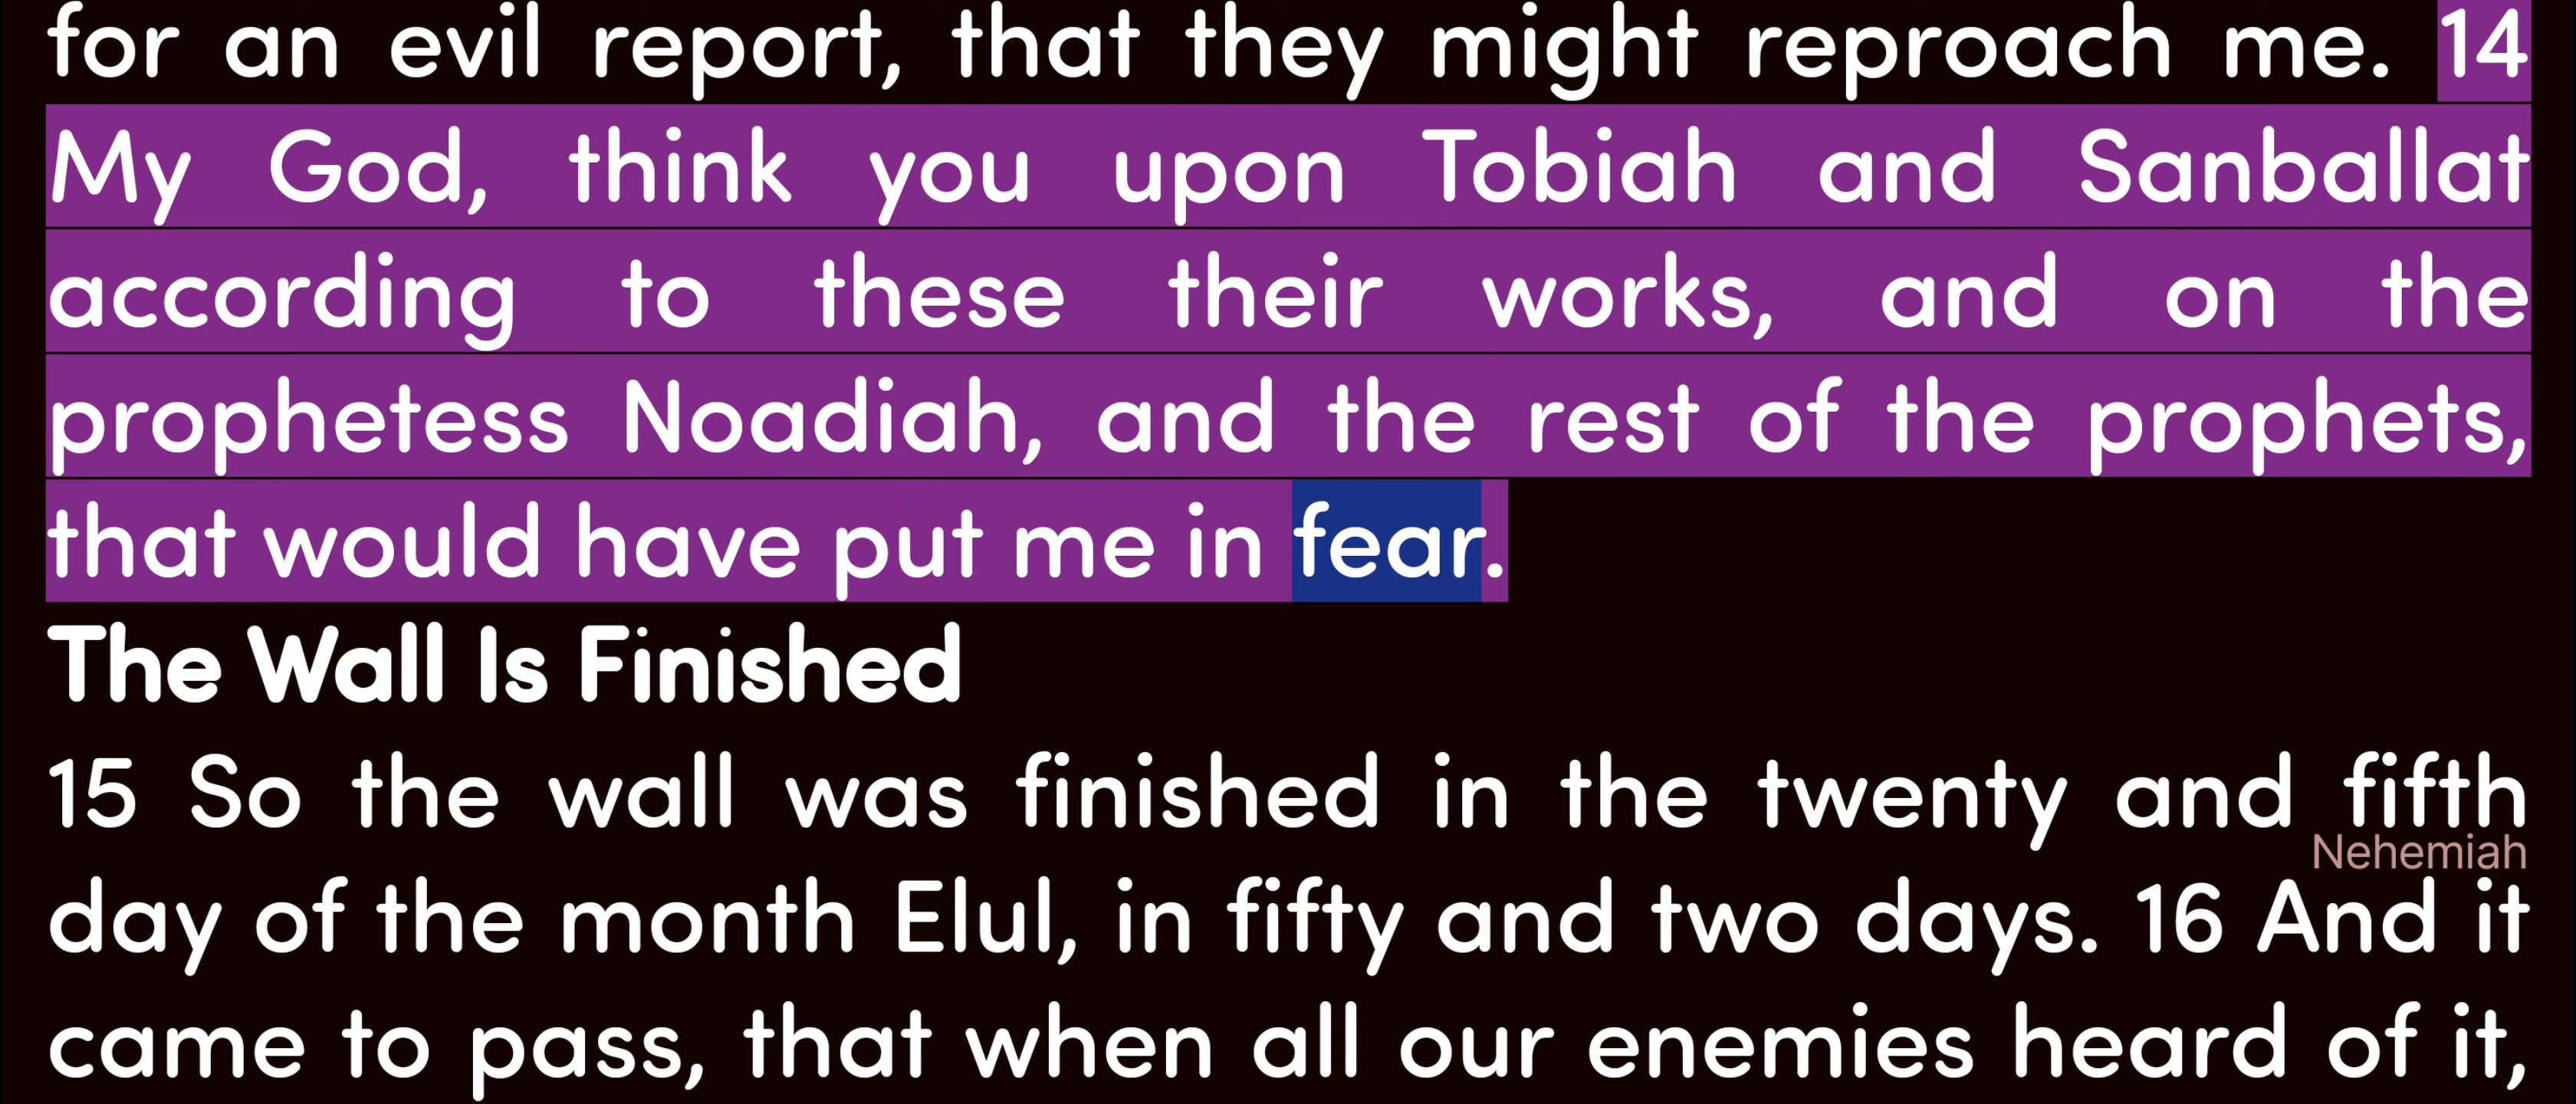 for an evil report, that they might reproach me. 14
My God, think you upon Tobiah and Sanballat
according to these their works, and on the
prophetess Noadiah, and the rest of the prophets,
that would have put me in fear.
The Wall Is Finished
15 So the wall was finished in the twenty and fifth
Nehemiah
day of the month Elul, in fifty and two days. 16 And it
came to pass, that when all our enemies heard of it,